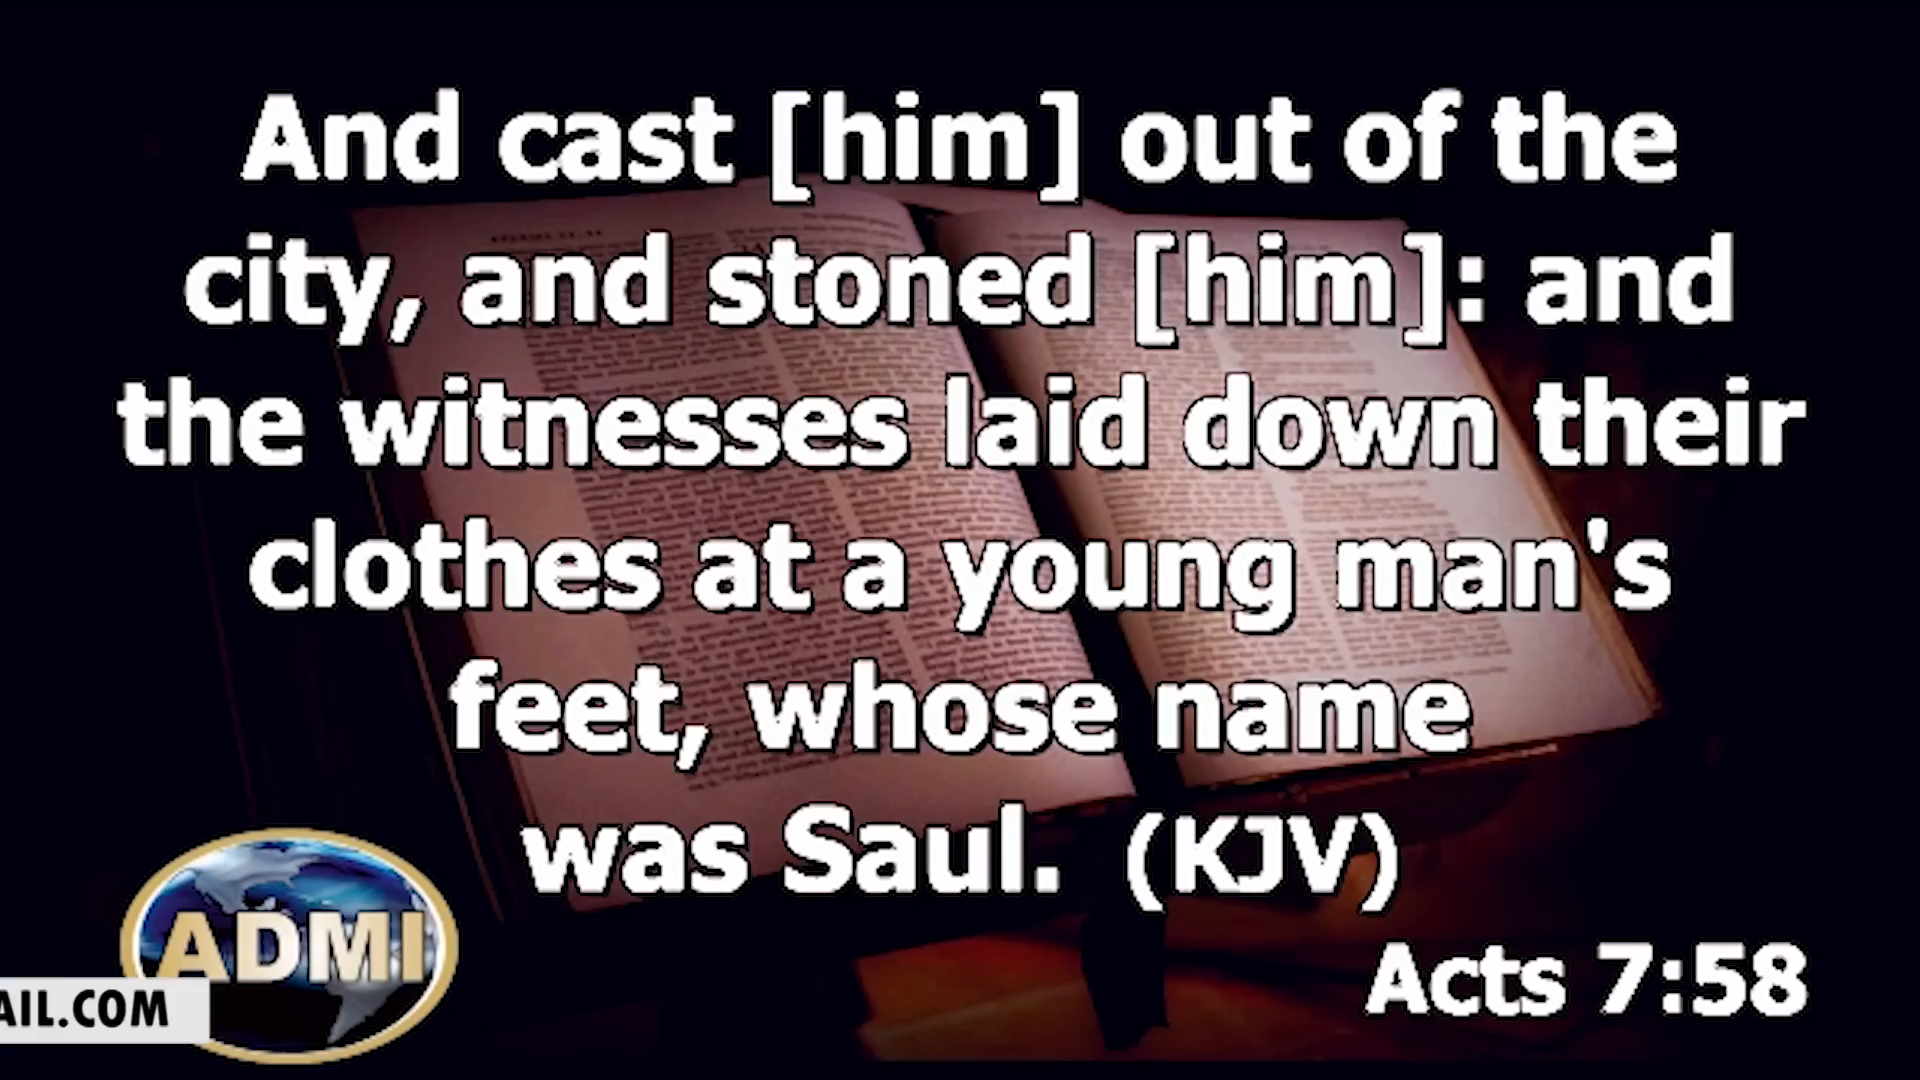 And cast [him] out of the
city, and stoned [him]: and
the witnesses laid down their
clothes at a young man's
feet, whose name
was Saul. (KJV)
Acts 7:58
ADMI
AIL.COM